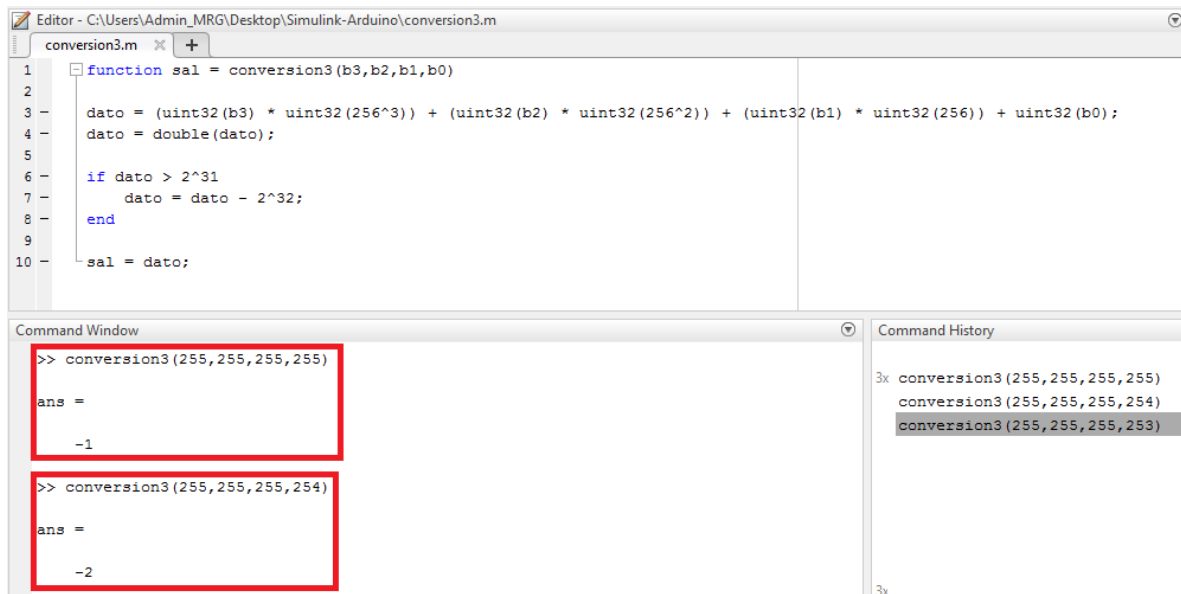 Editor - C:\Users\Admin_MRG\Desktop\Simulink-Arduino\conversion3.m
conversion3.m
1 function sal = conversion3(b3,b2,b1,b0)
2
3 - dato = (uint32(b3) * uint32(256^3)) + (uint32(b2) * uint32(256^2)) + (uint32(b1) * uint32(256)) + uint32(b0);
4 - dato = double(dato);
5
6 - if dato > 2^31
7 - dato = dato - 2^32;
8 - end
9
10 - sal = dato;
Command Window
>> conversion3(255,255,255,255)
ans =
-1
>> conversion3(255,255,255,254)
ans =
-2
Command History
3x conversion3(255,255,255,255)
conversion3(255,255,255,254)
conversion3(255,255,255,253)
3x